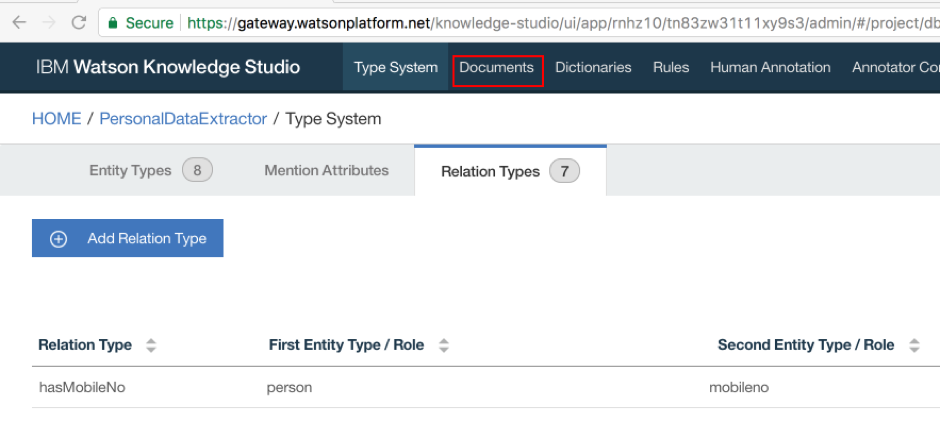 Secure https://gateway.watsonplatform.net/knowledge-studio/ui/app/rnhz10/tn83zw31t11xy9s3/admin/#/project/db
IBM Watson Knowledge Studio Type System Documents Dictionaries Rules Human Annotation Annotator Co
HOME / PersonalDataExtractor / Type System
Entity Types 8 Mention Attributes Relation Types 7
Add Relation Type
Relation Type First Entity Type / Role Second Entity Type / Role
hasMobileNo person mobileno